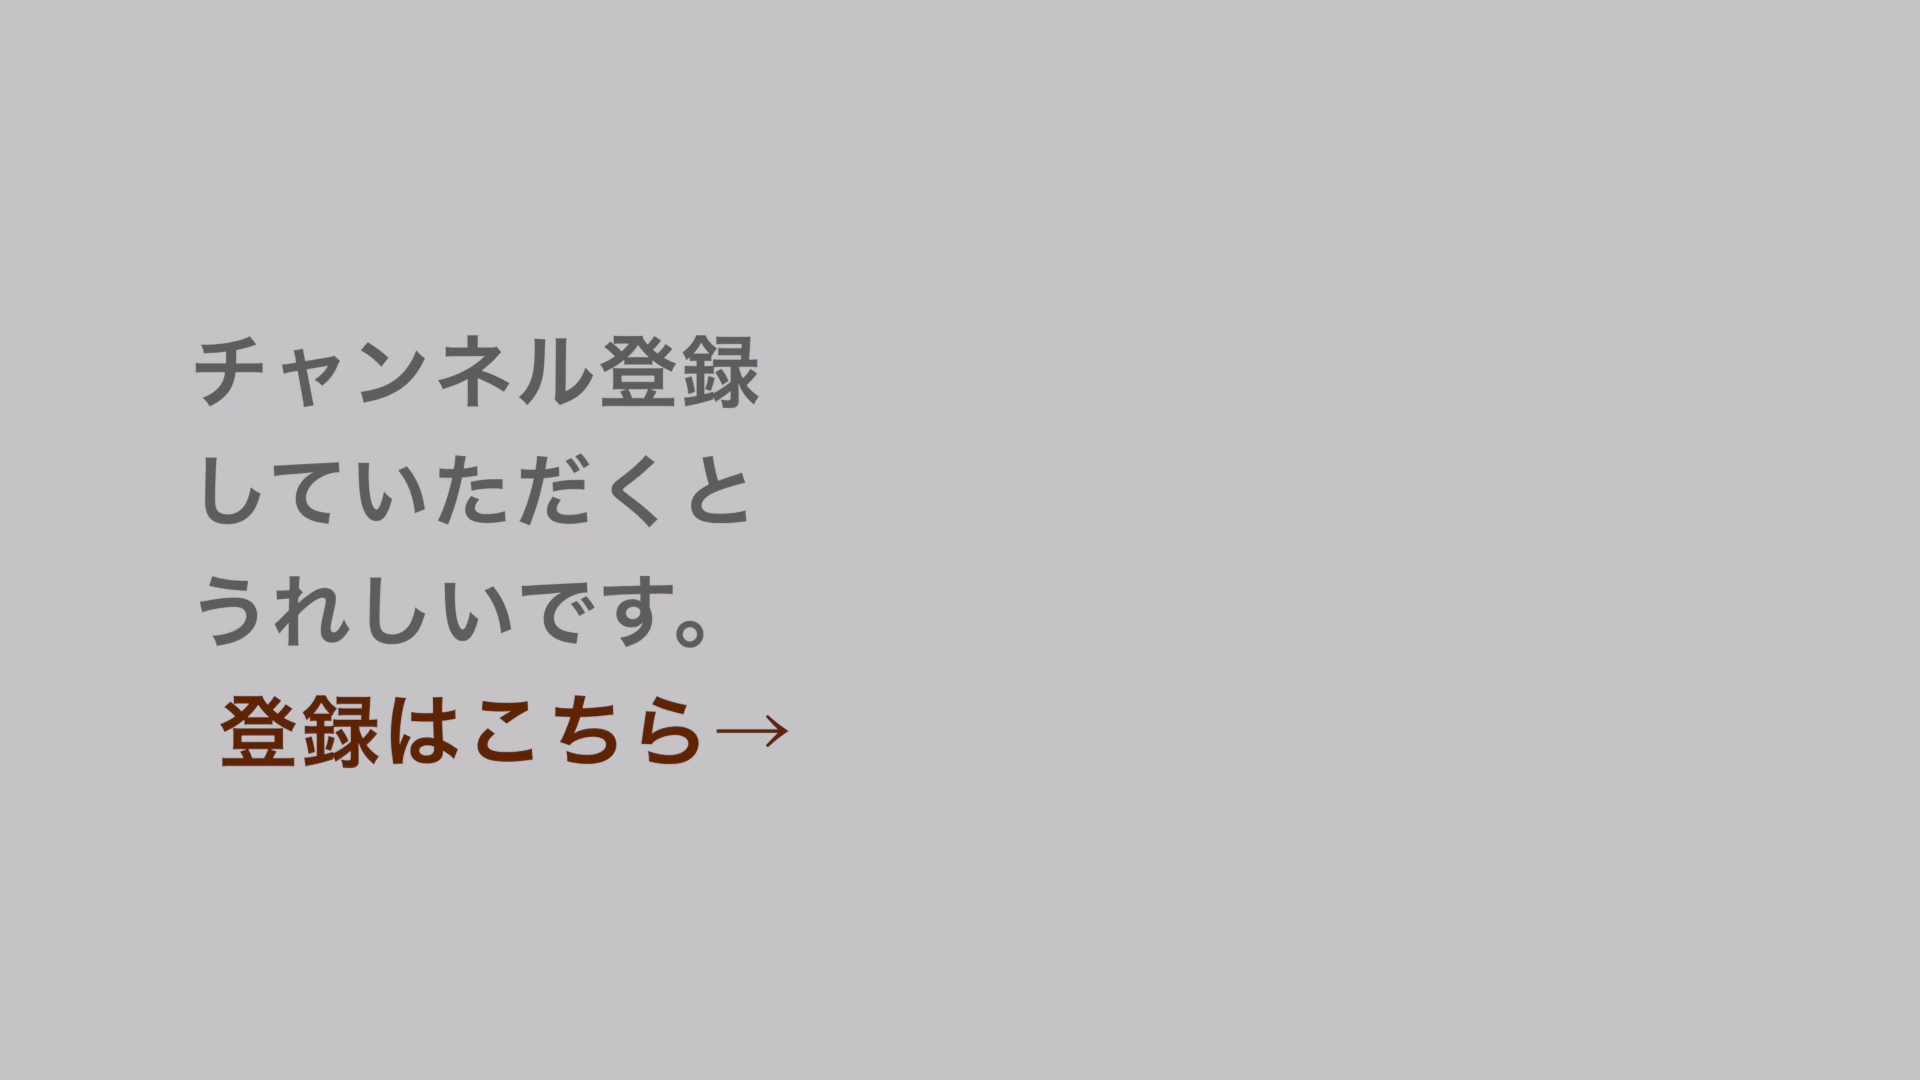 チャンネル登録
していただくと
うれしいです。
登録はこちら→